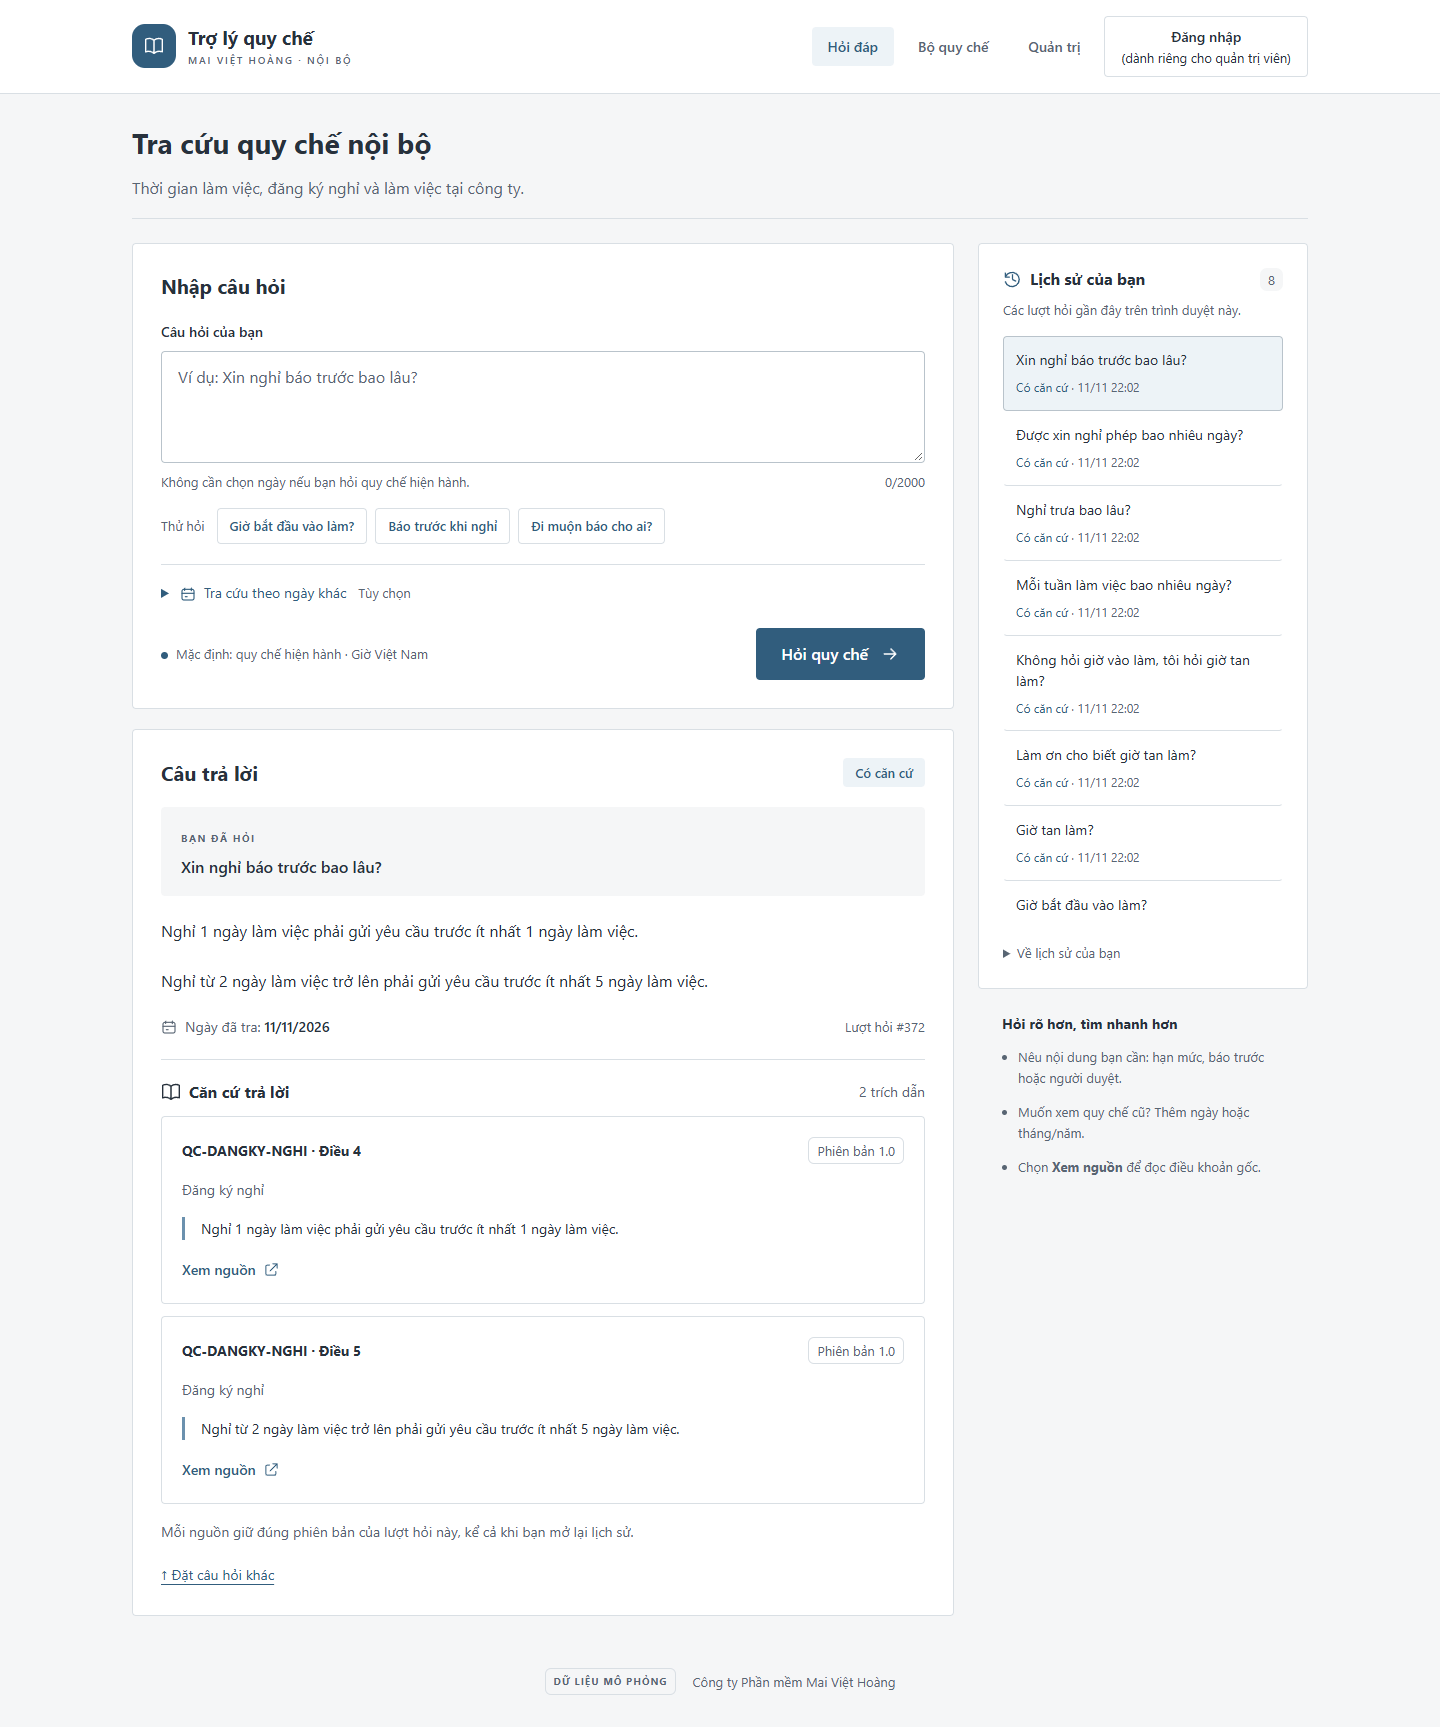 Trợ lý quy chế
MAI VIỆT HOÀNG · NỘI BỘ
Hỏi đáp
Bộ quy chế
Quản trị
Đăng nhập
(dành riêng cho quản trị viên)
Tra cứu quy chế nội bộ
Thời gian làm việc, đăng ký nghỉ và làm việc tại công ty.
Nhập câu hỏi
Câu hỏi của bạn
Ví dụ: Xin nghỉ báo trước bao lâu?
Không cần chọn ngày nếu bạn hỏi quy chế hiện hành.
0/2000
Thử hỏi
Giờ bắt đầu vào làm?
Báo trước khi nghỉ
Đi muộn báo cho ai?
Tra cứu theo ngày khác Tùy chọn
Mặc định: quy chế hiện hành · Giờ Việt Nam
Hỏi quy chế →
Câu trả lời
Có căn cứ
BẠN ĐÃ HỎI
Xin nghỉ báo trước bao lâu?
Nghỉ 1 ngày làm việc phải gửi yêu cầu trước ít nhất 1 ngày làm việc.
Nghỉ từ 2 ngày làm việc trở lên phải gửi yêu cầu trước ít nhất 5 ngày làm việc.
Ngày đã tra: 11/11/2026
Lượt hỏi #372
Căn cứ trả lời
2 trích dẫn
QC-DANGKY-NGHI · Điều 4
Phiên bản 1.0
Đăng ký nghỉ
Nghỉ 1 ngày làm việc phải gửi yêu cầu trước ít nhất 1 ngày làm việc.
Xem nguồn
QC-DANGKY-NGHI · Điều 5
Phiên bản 1.0
Đăng ký nghỉ
Nghỉ từ 2 ngày làm việc trở lên phải gửi yêu cầu trước ít nhất 5 ngày làm việc.
Xem nguồn
Mỗi nguồn giữ đúng phiên bản của lượt hỏi này, kể cả khi bạn mở lại lịch sử.
↑ Đặt câu hỏi khác
Lịch sử của bạn
8
Các lượt hỏi gần đây trên trình duyệt này.
Xin nghỉ báo trước bao lâu?
Có căn cứ · 11/11 22:02
Được xin nghỉ phép bao nhiêu ngày?
Có căn cứ · 11/11 22:02
Nghỉ trưa bao lâu?
Có căn cứ · 11/11 22:02
Mỗi tuần làm việc bao nhiêu ngày?
Có căn cứ · 11/11 22:02
Không hỏi giờ vào làm, tôi hỏi giờ tan
làm?
Có căn cứ · 11/11 22:02
Làm ơn cho biết giờ tan làm?
Có căn cứ · 11/11 22:02
Giờ tan làm?
Có căn cứ · 11/11 22:02
Giờ bắt đầu vào làm?
Về lịch sử của bạn
Hỏi rõ hơn, tìm nhanh hơn
Nêu nội dung bạn cần: hạn mức, báo trước
hoặc người duyệt.
Muốn xem quy chế cũ? Thêm ngày hoặc
tháng/năm.
Chọn Xem nguồn để đọc điều khoản gốc.
DỮ LIỆU MÔ PHỎNG
Công ty Phần mềm Mai Việt Hoàng